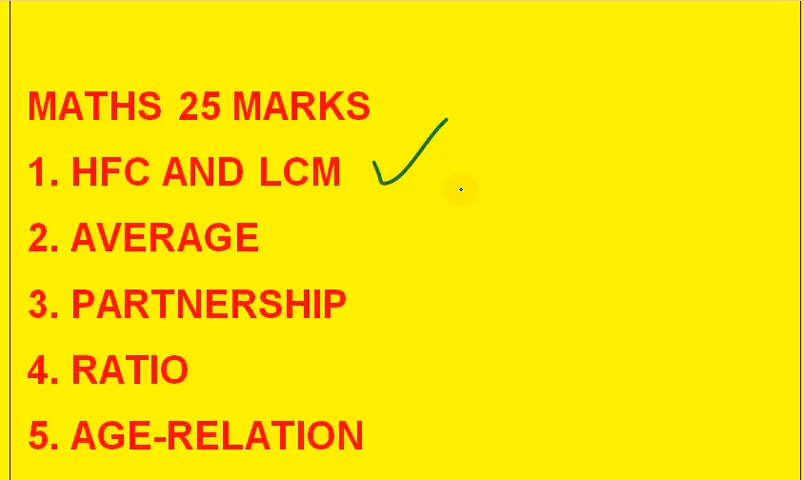 MATHS 25 MARKS
1. HFC AND LCM
2. AVERAGE
3. PARTNERSHIP
4. RATIO
5. AGE-RELATION